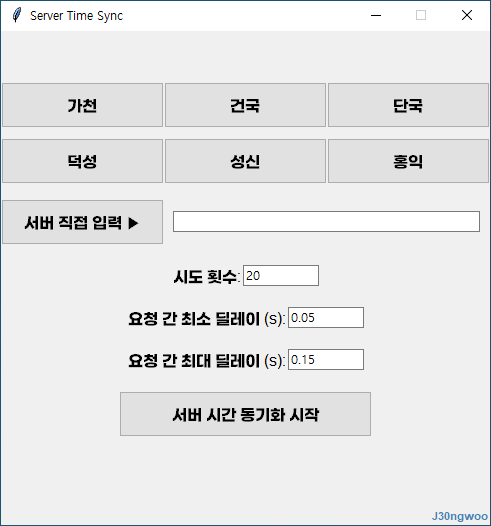 Server Time Sync
가천
건국
단국
덕성
성신
홍익
서버 직접 입력 ▶
시도 횟수: 20
요청 간 최소 딜레이 (s): 0.05
요청 간 최대 딜레이 (s): 0.15
서버 시간 동기화 시작
J30ngwoo